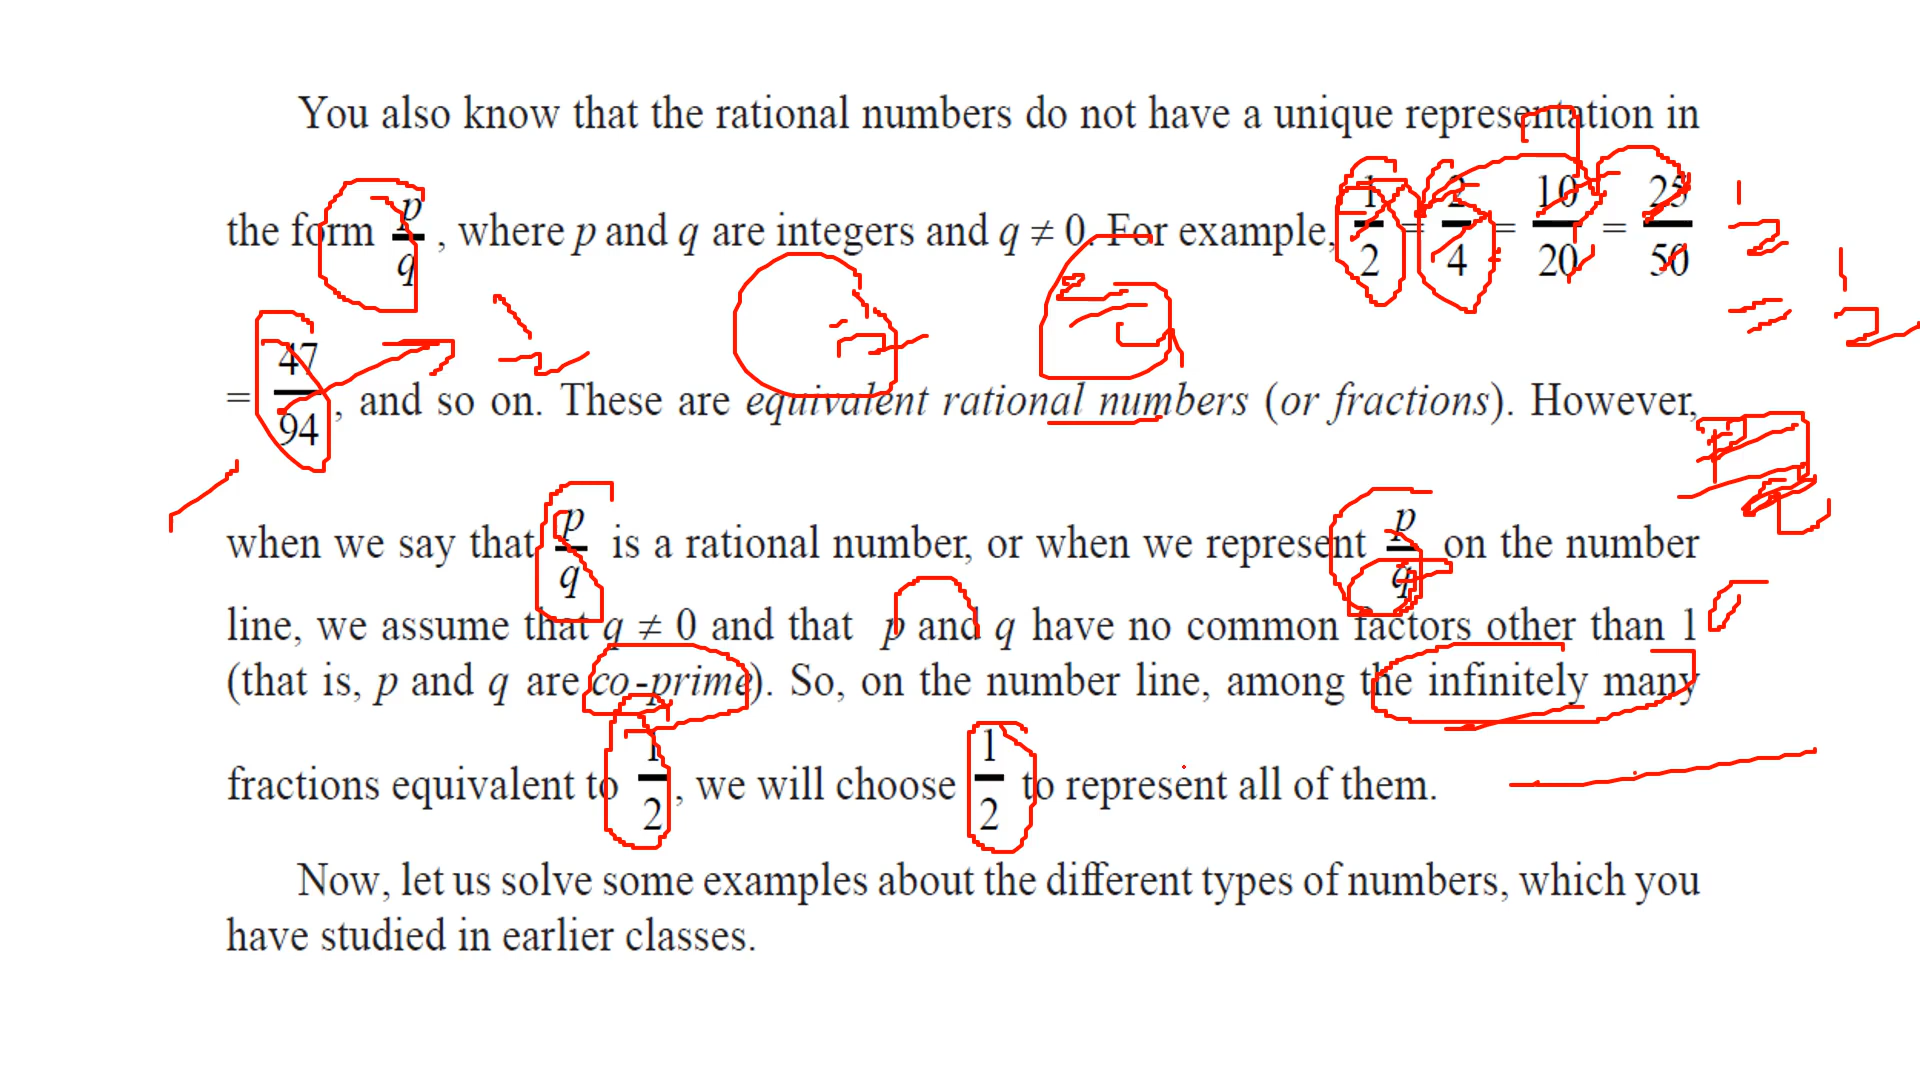 You also know that the rational numbers do not have a unique representation in
the form p/q , where p and q are integers and q ≠ 0. For example, 1/2 = 2/4 = 10/20 = 25/50
= 47/94 , and so on. These are equivalent rational numbers (or fractions). However,
when we say that p/q is a rational number, or when we represent p/q on the number
line, we assume that q ≠ 0 and that p and q have no common factors other than 1
(that is, p and q are co-prime). So, on the number line, among the infinitely many
fractions equivalent to 1/2 , we will choose 1/2 to represent all of them.
Now, let us solve some examples about the different types of numbers, which you
have studied in earlier classes.